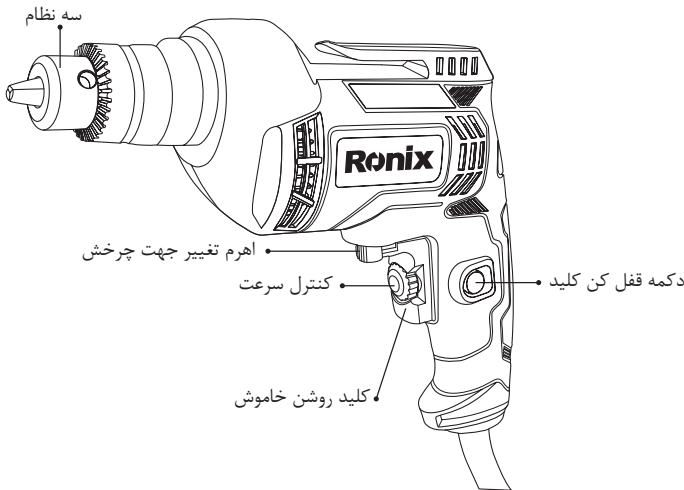 سه نظام
Ronix
اهرم تغییر جهت چرخش
کنترل سرعت
دکمه قفل کن کلید
کلید روشن خاموش